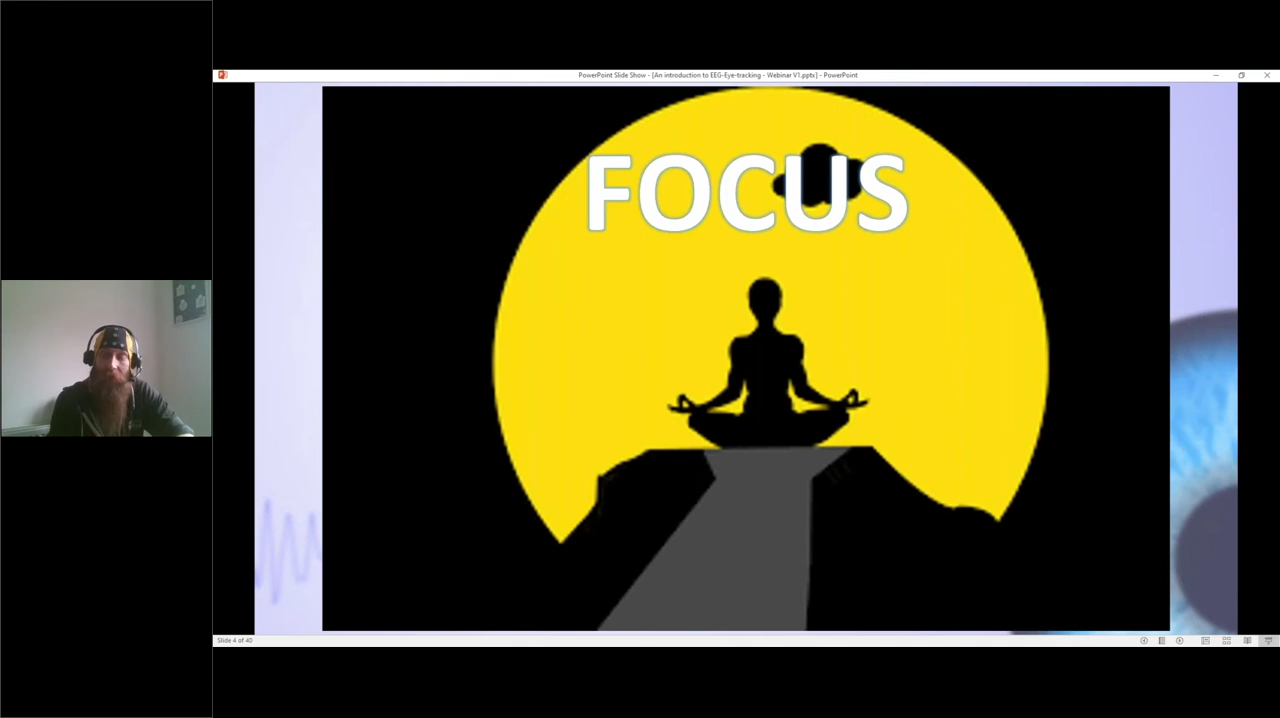 PowerPoint Slide Show - [An introduction to EEG-Eye-tracking - Webinar V1.pptx] - PowerPoint
FOCUS
Slide 4 of 40